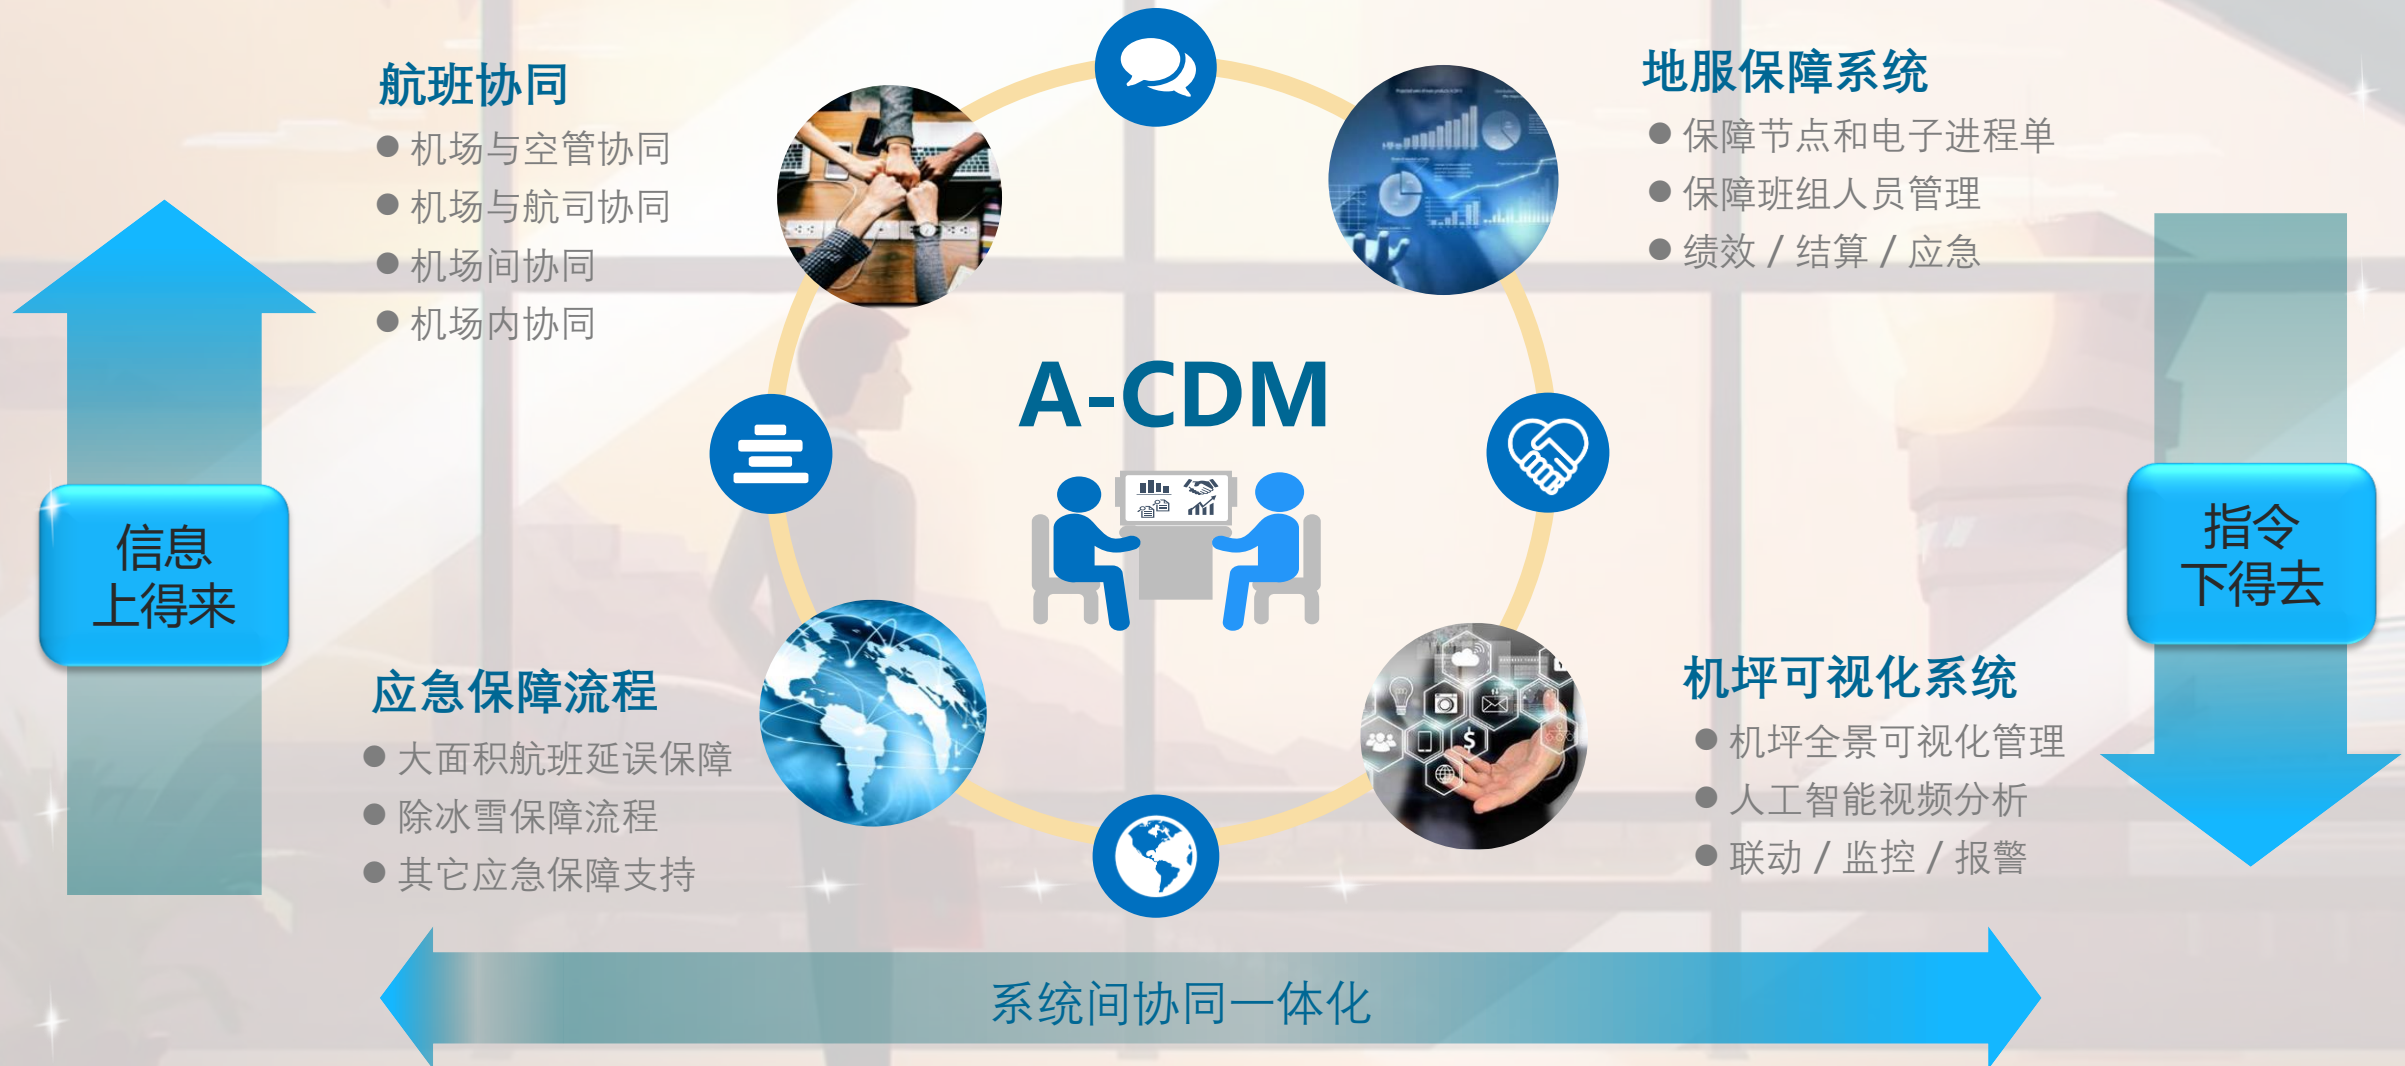 航班协同
机场与空管协同
机场与航司协同
机场间协同
机场内协同
地服保障系统
保障节点和电子进程单
保障班组人员管理
绩效 / 结算 / 应急
A-CDM
信息
上得来
指令
下得去
应急保障流程
大面积航班延误保障
除冰雪保障流程
其它应急保障支持
机坪可视化系统
机坪全景可视化管理
人工智能视频分析
联动 / 监控 / 报警
系统间协同一体化